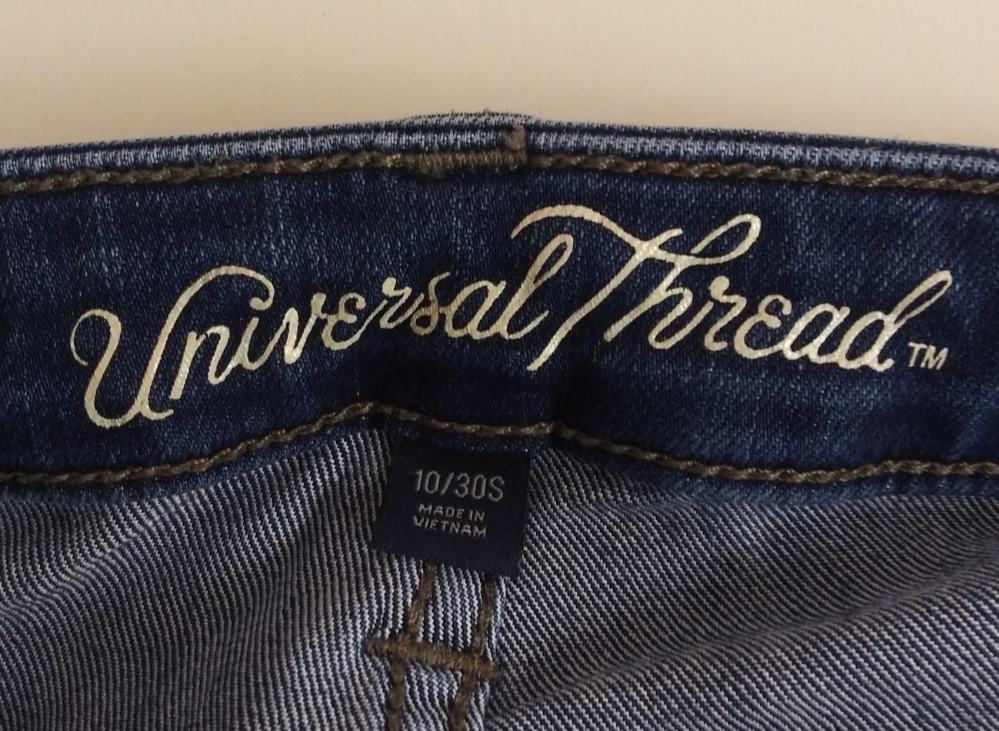 Universal Thread™
10/30S
MADE IN
VIETNAM